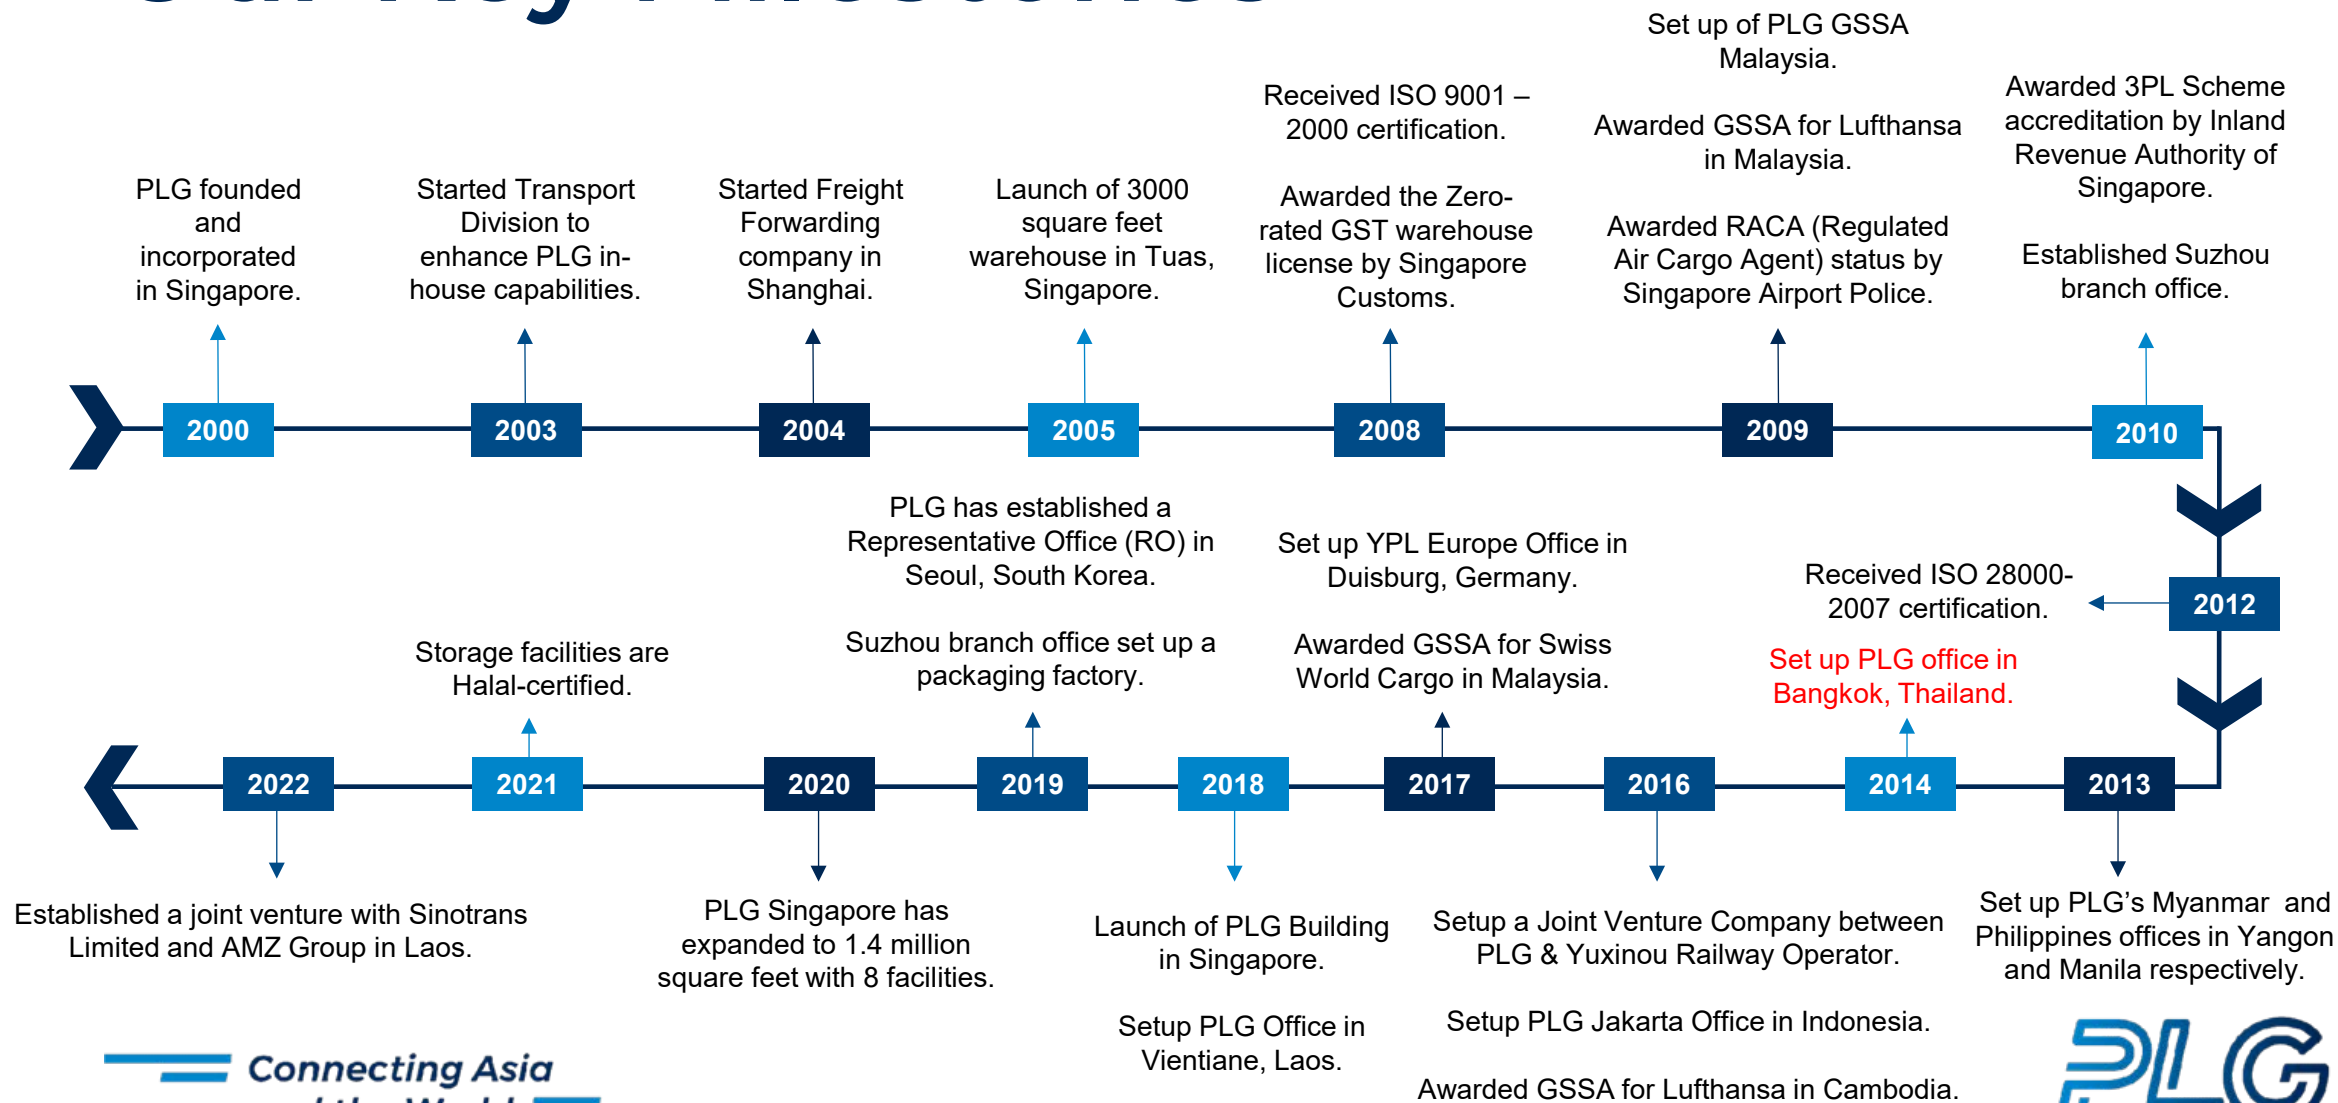 Our Key Milestones
PLG founded
and
incorporated
in Singapore.
Started Transport
Division to
enhance PLG in-
house capabilities.
Started Freight
Forwarding
company in
Shanghai.
Launch of 3000
square feet
warehouse in Tuas,
Singapore.
Received ISO 9001 –
2000 certification.
Awarded the Zero-
rated GST warehouse
license by Singapore
Customs.
Set up of PLG GSSA
Malaysia.
Awarded GSSA for Lufthansa
in Malaysia.
Awarded RACA (Regulated
Air Cargo Agent) status by
Singapore Airport Police.
Awarded 3PL Scheme
accreditation by Inland
Revenue Authority of
Singapore.
Established Suzhou
branch office.
2000
2003
2004
2005
2008
2009
2010
Received ISO 28000-
2007 certification.
2012
Storage facilities are
Halal-certified.
PLG has established a
Representative Office (RO) in
Seoul, South Korea.
Suzhou branch office set up a
packaging factory.
Set up YPL Europe Office in
Duisburg, Germany.
Awarded GSSA for Swiss
World Cargo in Malaysia.
Set up PLG office in
Bangkok, Thailand.
2022
2021
2020
2019
2018
2017
2016
2014
2013
Established a joint venture with Sinotrans
Limited and AMZ Group in Laos.
PLG Singapore has
expanded to 1.4 million
square feet with 8 facilities.
Launch of PLG Building
in Singapore.
Setup PLG Office in
Vientiane, Laos.
Setup a Joint Venture Company between
PLG & Yuxinou Railway Operator.
Setup PLG Jakarta Office in Indonesia.
Awarded GSSA for Lufthansa in Cambodia.
Set up PLG’s Myanmar and
Philippines offices in Yangon
and Manila respectively.
Connecting Asia
and the World
PLG